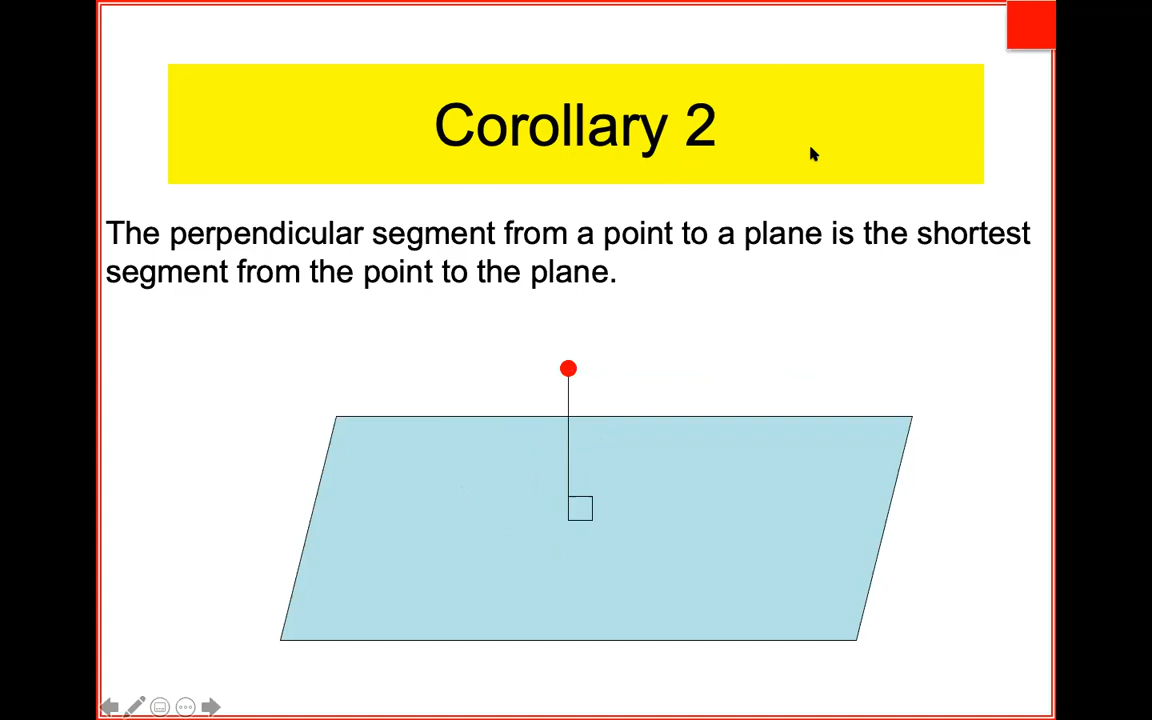 Corollary 2
The perpendicular segment from a point to a plane is the shortest
segment from the point to the plane.